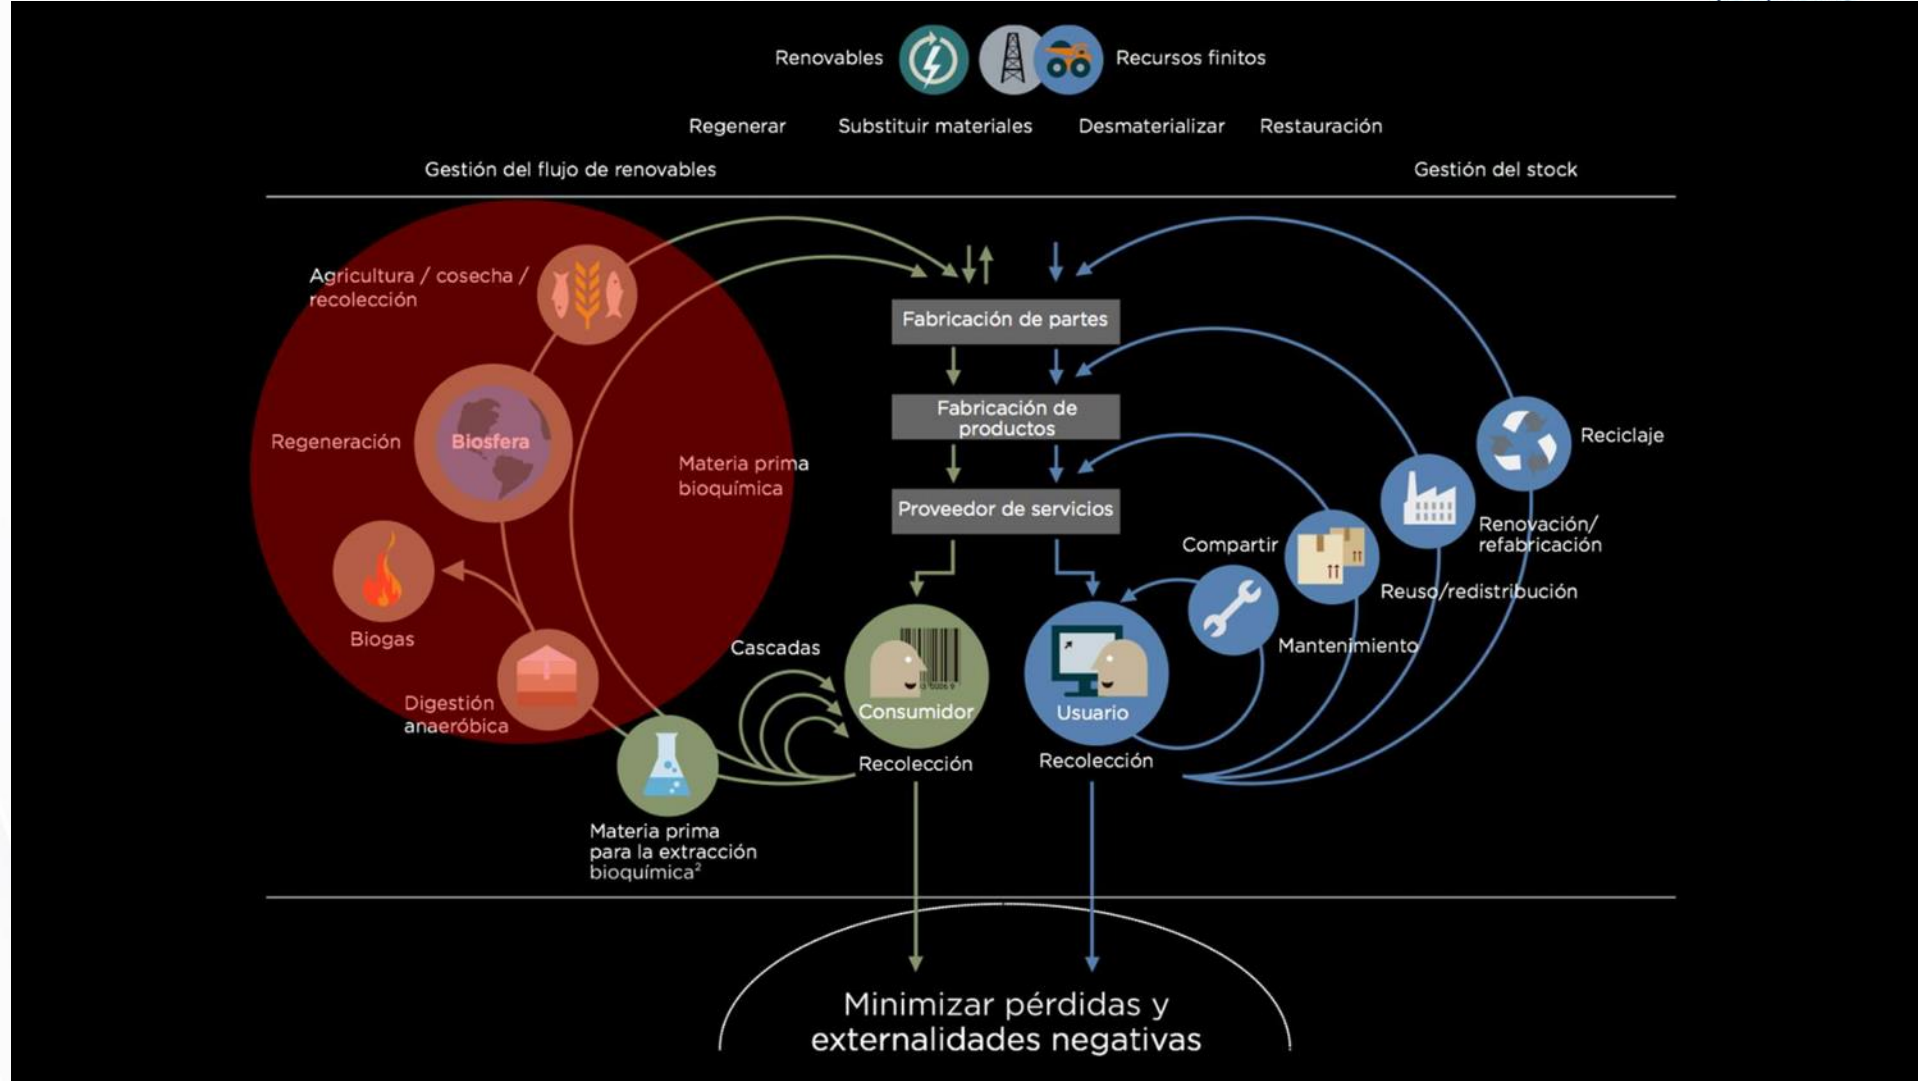 Renovables
Recursos finitos
Regenerar
Substituir materiales
Desmaterializar
Restauración
Gestión del flujo de renovables
Gestión del stock
Agricultura / cosecha /
recolección
Regeneración
Biosfera
Materia prima
bioquímica
Biogas
Digestión
anaeróbica
Materia prima
para la extracción
bioquímica²
Cascadas
Fabricación de partes
Fabricación de
productos
Proveedor de servicios
Consumidor
Recolección
Usuario
Recolección
Compartir
Mantenimiento
Reuso/redistribución
Renovación/
refabricación
Reciclaje
Minimizar pérdidas y
externalidades negativas